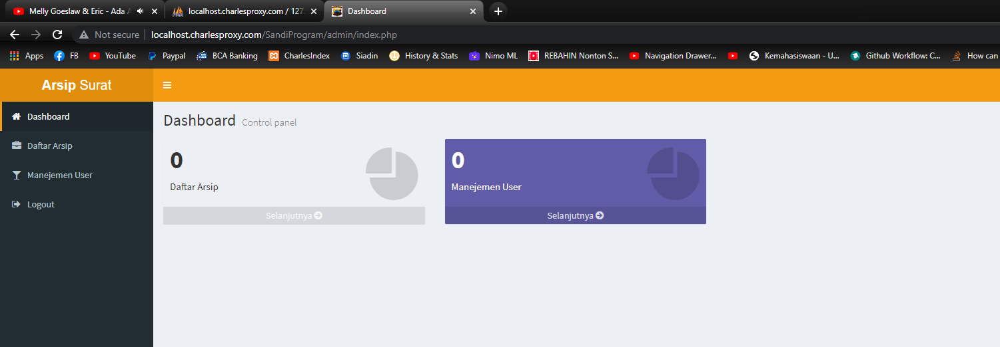 Melly Goeslaw & Eric - Ada A
localhost.charlesproxy.com / 127.
Dashboard
Not secure
localhost.charlesproxy.com/SandiProgram/admin/index.php
Apps
FB
YouTube
Paypal
BCA Banking
CharlesIndex
Siadin
History & Stats
Nimo ML
REBAHIN Nonton S...
Navigation Drawer...
Kemahasiswaan - U...
Github Workflow: C...
How can
Arsip Surat
Dashboard
Daftar Arsip
Manejemen User
Logout
Dashboard Control panel
0
Daftar Arsip
Selanjutnya
0
Manejemen User
Selanjutnya